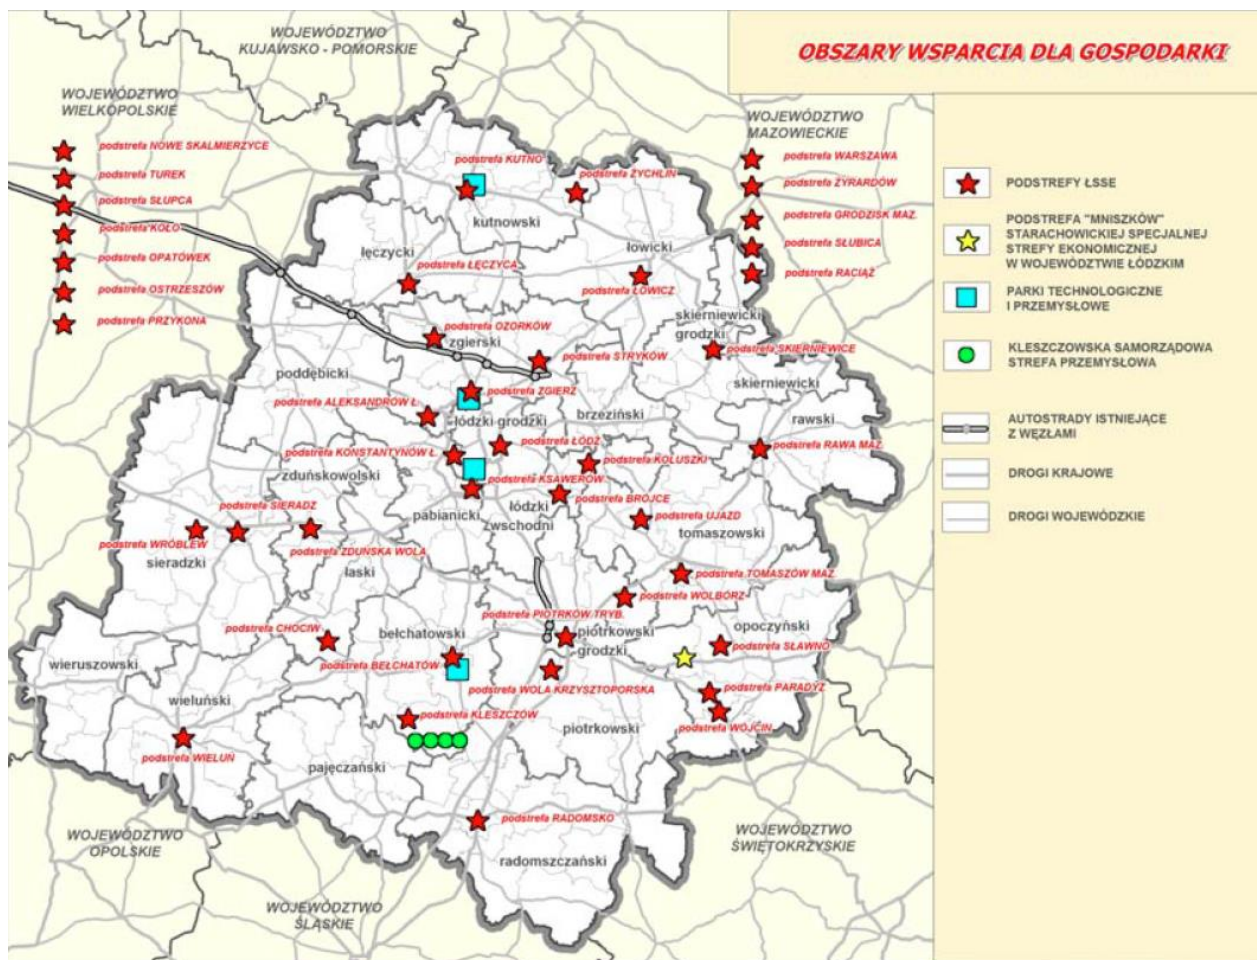 WOJEWÓDZTWO
KUJAWSKO - POMORSKIE
OBSZARY WSPARCIA DLA GOSPODARKI
WOJEWÓDZTWO
WIELKOPOLSKIE
WOJEWÓDZTWO
MAZOWIECKIE
podstrefa NOWE SKALMIERZYCE
podstrefa TUREK
podstrefa SŁUPCA
podstrefa KOŁO
podstrefa OPATÓWEK
podstrefa OSTRZESZÓW
podstrefa PRZYKONA
podstrefa WARSZAWA
podstrefa ŻYRARDÓW
podstrefa GRODZISK MAZ.
podstrefa SŁUBICA
podstrefa RACIĄŻ
podstrefa KUTNO
podstrefa ŻYCHLIN
kutnowski
łęczycki
łowicki
podstrefa ŁĘCZYCA
podstrefa ŁOWICZ
skierniewicki
grodzki
podstrefa OZORKÓW
zgierski
podstrefa STRYKÓW
podstrefa SKIERNIEWICE
poddębicki
skierniewicki
podstrefa ZGIERZ
podstrefa ALEKSANDRÓW Ł.
łódzki grodzki
brzeziński
rawski
podstrefa ŁÓDŹ
podstrefa RAWA MAZ.
podstrefa KONSTANTYNÓW Ł.
podstrefa KOLUSZKI
zduńskowolski
podstrefa KSAWERÓW
podstrefa BRÓJCE
podstrefa SIERADZ
pabianicki
łódzki
wschodni
podstrefa UJAZD
tomaszowski
podstrefa WRÓBLEW
sieradzki
podstrefa ZDUŃSKA WOLA
łaski
podstrefa TOMASZÓW MAZ.
podstrefa WOLBÓRZ
podstrefa PIOTRKÓW TRYB.
podstrefa CHOCIW
bełchatowski
piotrkowski
grodzki
opoczyński
podstrefa SŁAWNO
wieruszowski
podstrefa BEŁCHATÓW
podstrefa WOLA KRZYSZTOPORSKA
podstrefa PARADYŻ
wieluński
podstrefa KLESZCZÓW
piotrkowski
podstrefa WÓJCIN
podstrefa WIELUŃ
pajęczański
podstrefa RADOMSKO
radomszczański
WOJEWÓDZTWO
OPOLSKIE
WOJEWÓDZTWO
ŚWIĘTOKRZYSKIE
WOJEWÓDZTWO
ŚLĄSKIE
PODSTREFY ŁSSE
PODSTREFA "MNISZKÓW"
STARACHOWICKIEJ SPECJALNEJ
STREFY EKONOMICZNEJ
W WOJEWÓDZTWIE ŁÓDZKIM
PARKI TECHNOLOGICZNE
I PRZEMYSŁOWE
KLESZCZOWSKA SAMORZĄDOWA
STREFA PRZEMYSŁOWA
AUTOSTRADY ISTNIEJĄCE
Z WĘZŁAMI
DROGI KRAJOWE
DROGI WOJEWÓDZKIE